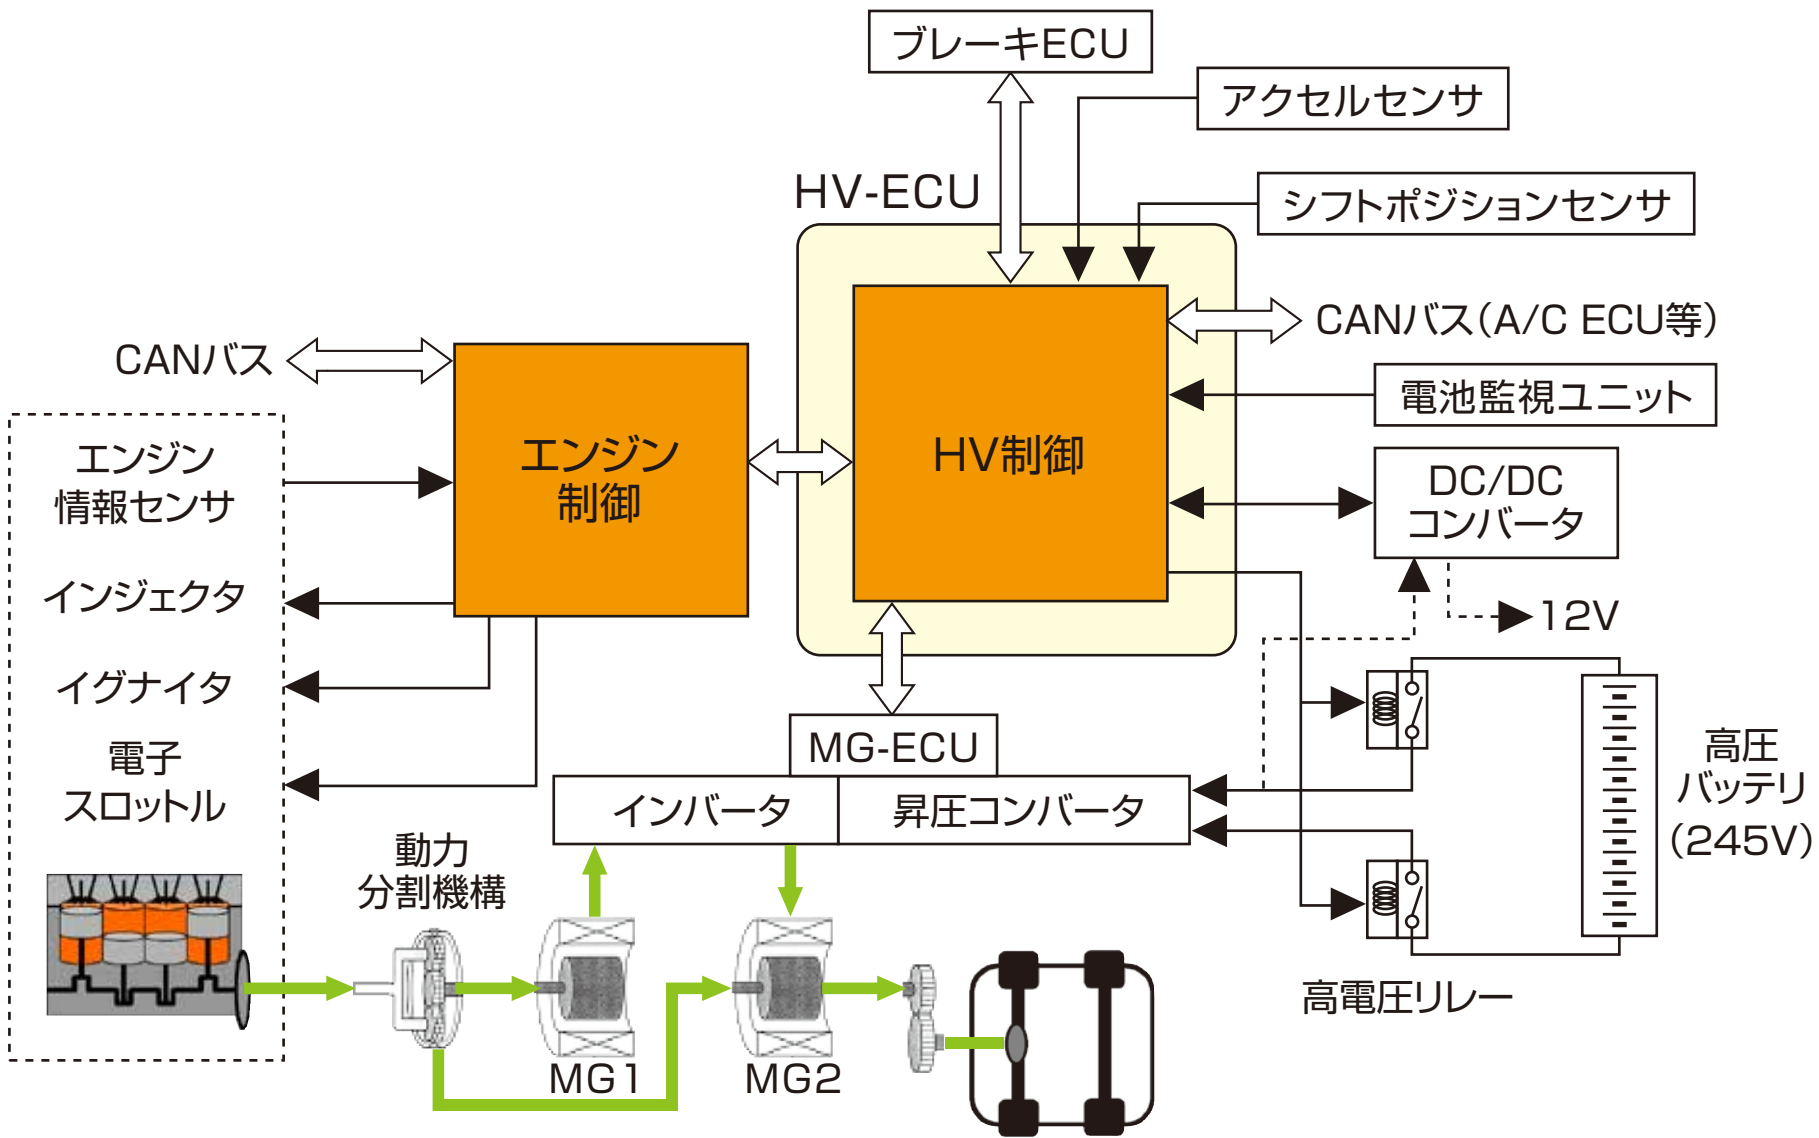 ブレーキECU
アクセルセンサ
HV-ECU
シフトポジションセンサ
CANバス(A/C ECU等)
CANバス
電池監視ユニット
エンジン
情報センサ
エンジン
制御
HV制御
DC/DC
コンバータ
インジェクタ
12V
イグナイタ
電子
スロットル
MG-ECU
インバータ
昇圧コンバータ
高圧
バッテリ
(245V)
動力
分割機構
高電圧リレー
MG1
MG2